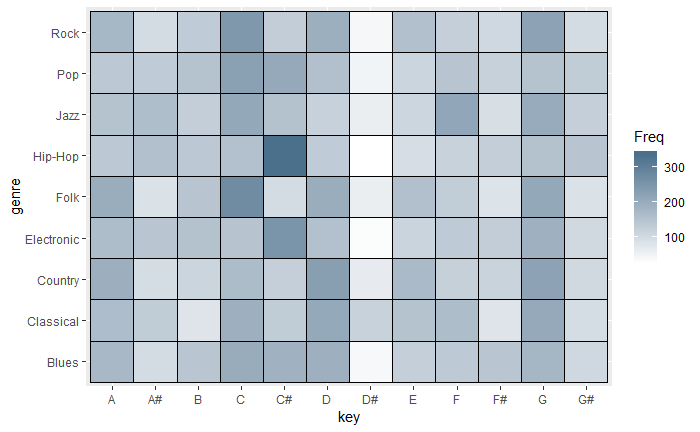 Rock
Pop
Jazz
Hip-Hop
Folk
Electronic
Country
Classical
Blues
genre
A A# B C C# D D# E F F# G G#
key
Freq
300
200
100